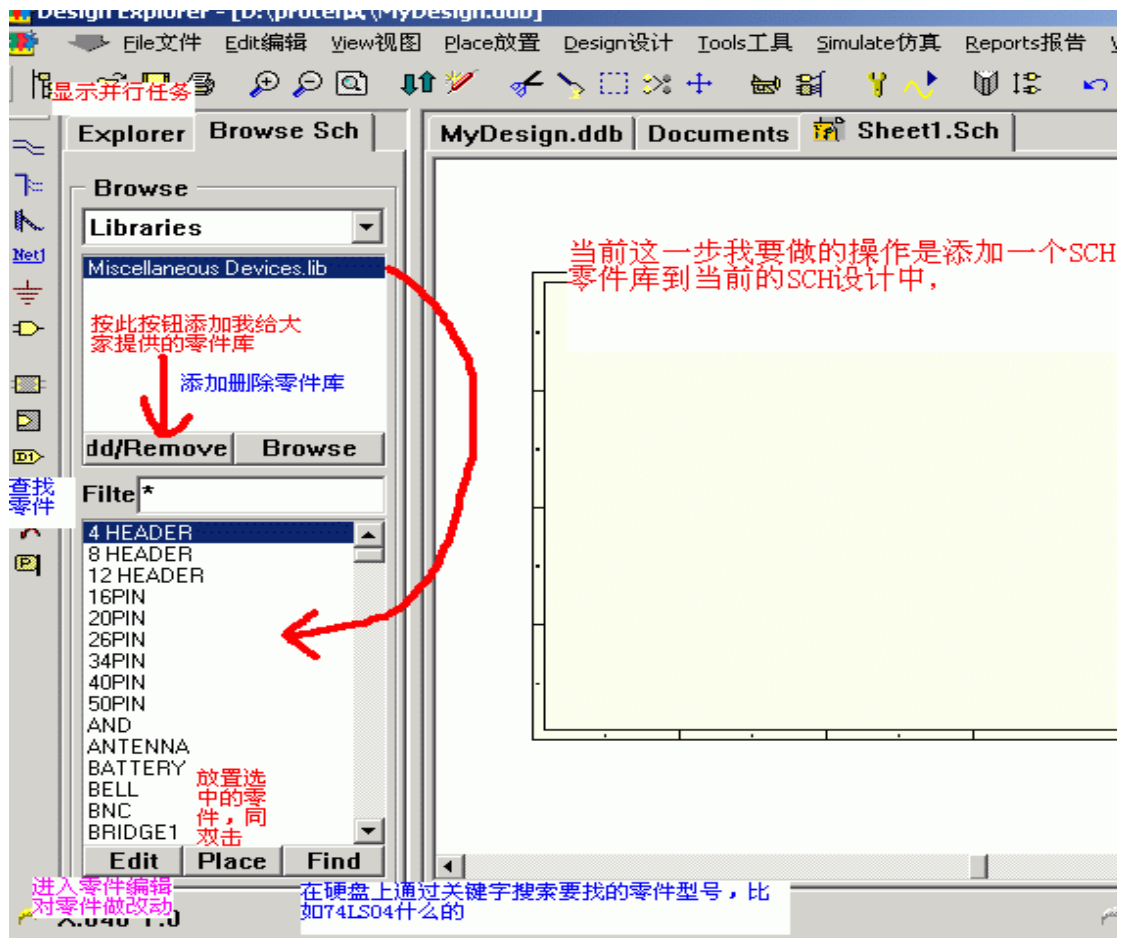 Design Explorer - [D:\protel\MyDesign.ddb]
File文件 Edit编辑 View视图 Place放置 Design设计 Tools工具 Simulate仿真 Reports报告
显示并行任务
Explorer Browse Sch
MyDesign.ddb Documents Sheet1.Sch
Browse
Libraries
Net1
Miscellaneous Devices.lib
当前这一步我要做的操作是添加一个SCH
零件库到当前的SCH设计中，
按此按钮添加我给大
家提供的零件库
添加删除零件库
dd/Remove Browse
D1
查找
零件
Filte *
4 HEADER
8 HEADER
12 HEADER
16PIN
20PIN
26PIN
34PIN
40PIN
50PIN
AND
ANTENNA
BATTERY
BELL
BNC
BRIDGE1
P
放置选
中的零
件，同
双击
Edit Place Find
进入零件编辑
对零件做改动
在硬盘上通过关键字搜索要找的零件型号，比
如74LS04什么的